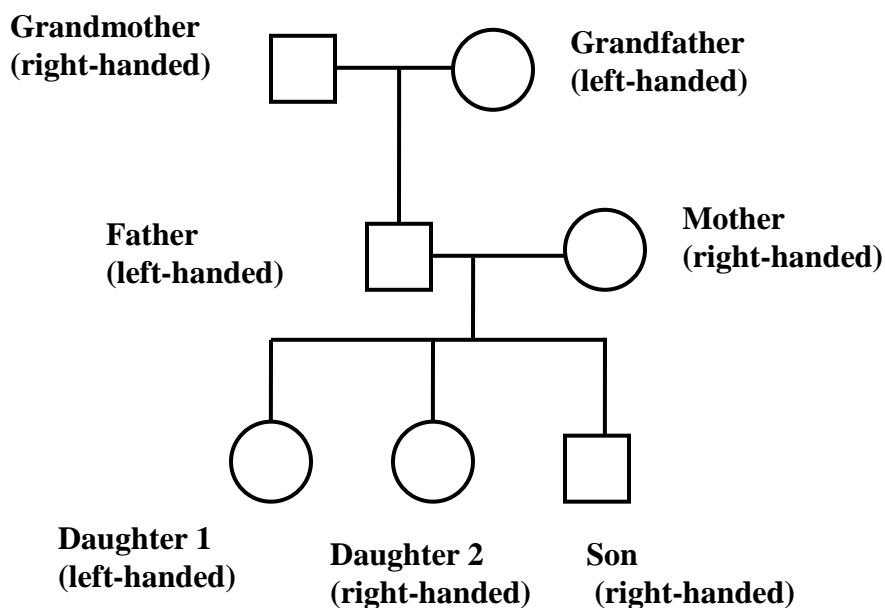 Grandmother
(right-handed)
Grandfather
(left-handed)
Father
(left-handed)
Mother
(right-handed)
Daughter 1
(left-handed)
Daughter 2
(right-handed)
Son
(right-handed)